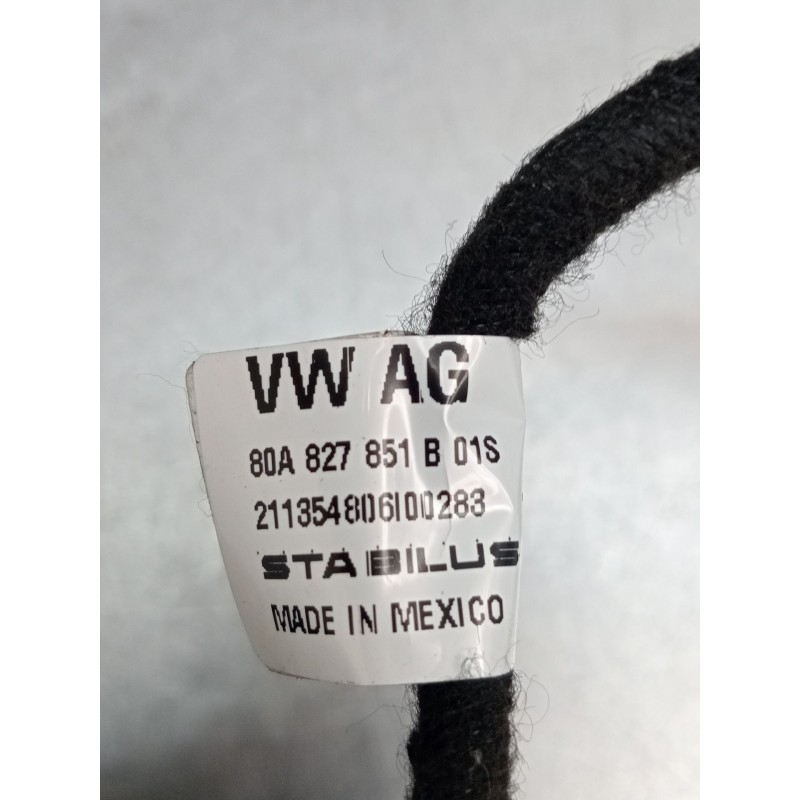 VW AG
80A 827 851 B 01S
211354806I00283
STABILUS
MADE IN MEXICO